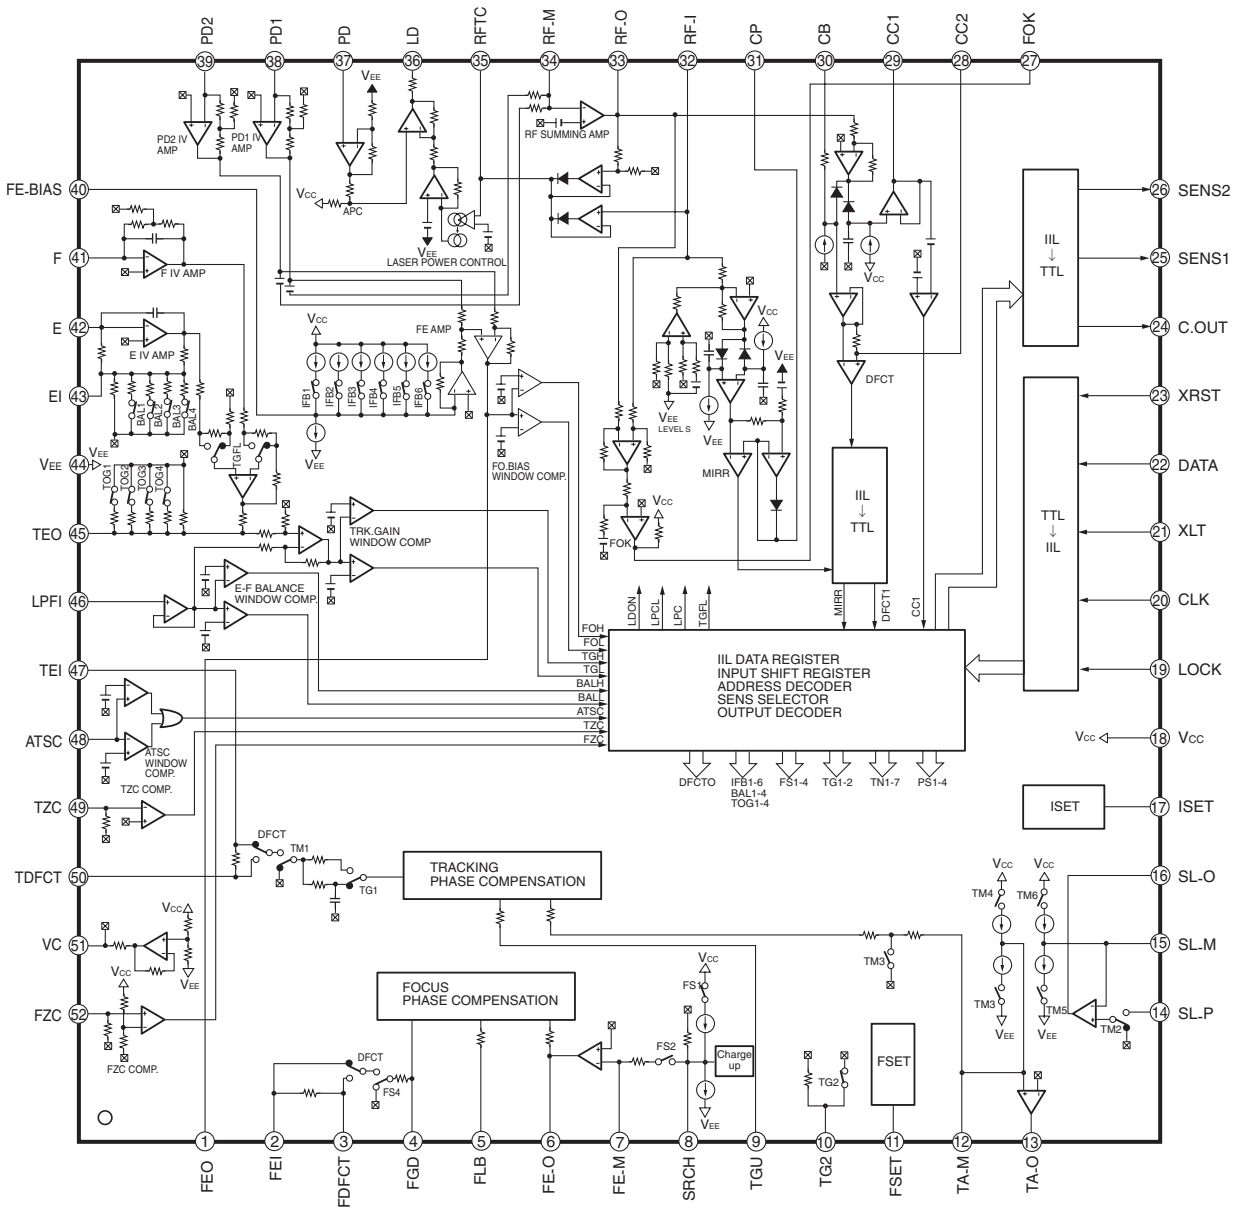 PD2
PD1
PD
LD
RFTC
RF-M
RF-O
RF-I
CP
CB
CC1
CC2
FOK
39
38
37
36
35
34
33
32
31
30
29
28
27
VEE
PD2 IV
AMP
PD1 IV
AMP
RF SUMMING AMP
VCC
APC
VEE
LASER POWER CONTROL
FE-BIAS 40
F 41
F IV AMP
E 42
E IV AMP
EI 43
BAL1
BAL2
BAL3
BAL4
VEE 44 VEE
TOG1
TOG2
TOG3
TOG4
TGFL
TEO 45
LPFI 46
TEI 47
ATSC 48
ATSC
WINDOW
COMP.
TZC COMP.
TZC 49
TDFCT 50
VC 51
VCC
VEE
FZC 52
VCC
FZC COMP.
VCC
IFB1
IFB2
IFB3
IFB4
IFB5
IFB6
VEE
FE AMP
FO.BIAS
WINDOW COMP.
TRK.GAIN
WINDOW COMP
E-F BALANCE
WINDOW COMP.
VEE
LEVEL S
VCC
VEE
VEE
MIRR
VCC
FOK
VCC
DFCT
IIL
↓
TTL
IIL
↓
TTL
TTL
↓
IIL
26 SENS2
25 SENS1
24 C.OUT
23 XRST
22 DATA
21 XLT
20 CLK
19 LOCK
VCC 18 VCC
ISET 17 ISET
16 SL-O
15 SL-M
14 SL-P
LDON
LPCL
LPC
TGFL
MIRR
DFCT1
CC1
FOH
FOL
TGH
TGL
BALH
BALL
ATSC
TZC
FZC
IIL DATA REGISTER
INPUT SHIFT REGISTER
ADDRESS DECODER
SENS SELECTOR
OUTPUT DECODER
DFCTO
IFB1-6
BAL1-4
TOG1-4
FS1-4
TG1-2
TN1-7
PS1-4
DFCT
TM1
TG1
TRACKING
PHASE COMPENSATION
FOCUS
PHASE COMPENSATION
DFCT
FS4
FS2
VCC
FS1
Charge
up
VEE
TG2
FSET
TM3
VCC
TM4
TM3
VEE
VCC
TM6
TM5
VEE
TM2
1
2
3
4
5
6
7
8
9
10
11
12
13
FEO
FEI
FDFCT
FGD
FLB
FE-O
FE-M
SRCH
TGU
TG2
FSET
TA-M
TA-O